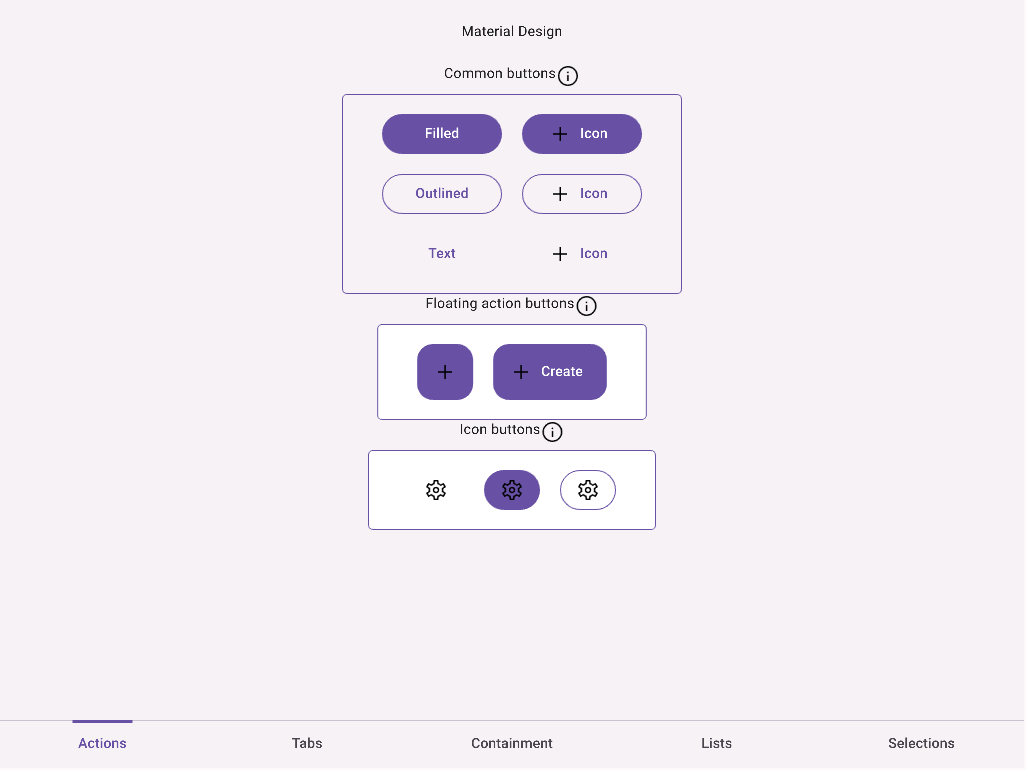 Material Design
Common buttons
Filled
Icon
Outlined
Icon
Text
Icon
Floating action buttons
Create
Icon buttons
Actions
Tabs
Containment
Lists
Selections